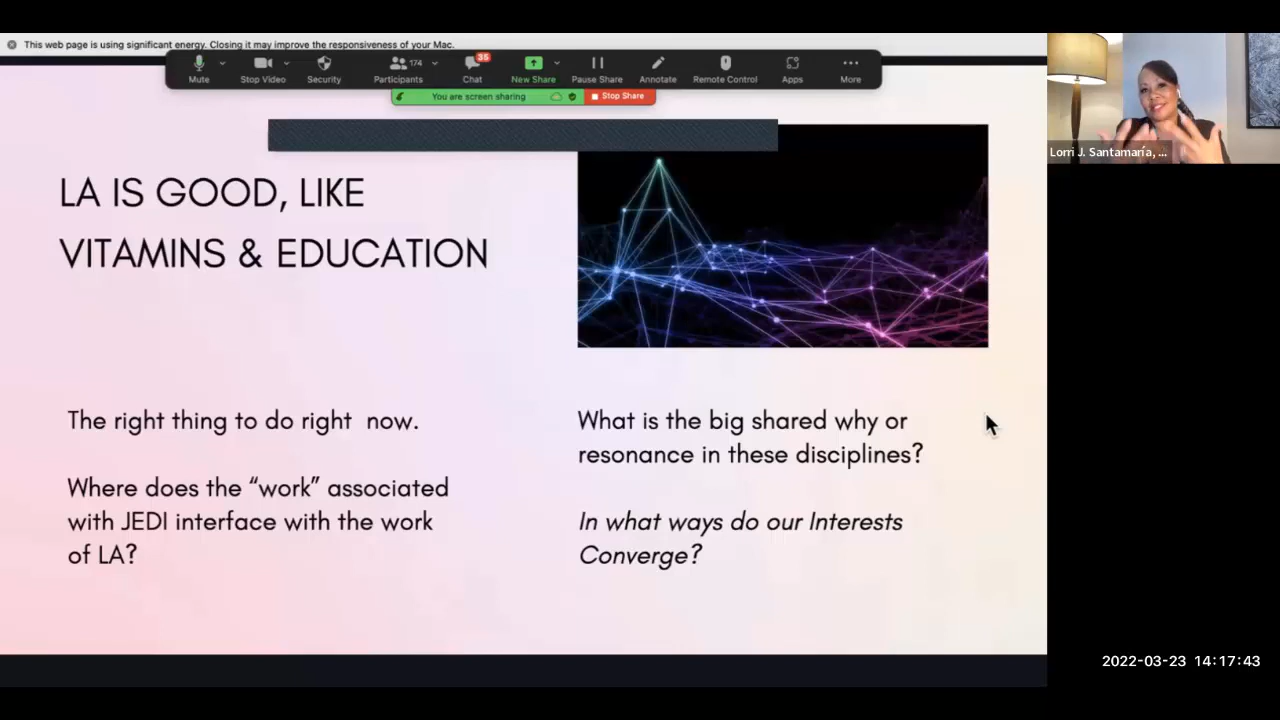 This web page is using significant energy. Closing it may improve the responsiveness of your Mac.
Mute
Stop Video
Security
Participants
174
Chat
35
New Share
Pause Share
Annotate
Remote Control
Apps
More
You are screen sharing
Stop Share
Lorri J. Santamaría, ...
LA IS GOOD, LIKE
VITAMINS & EDUCATION
The right thing to do right now.
Where does the “work” associated
with JEDI interface with the work
of LA?
What is the big shared why or
resonance in these disciplines?
In what ways do our Interests
Converge?
2022-03-23 14:17:43